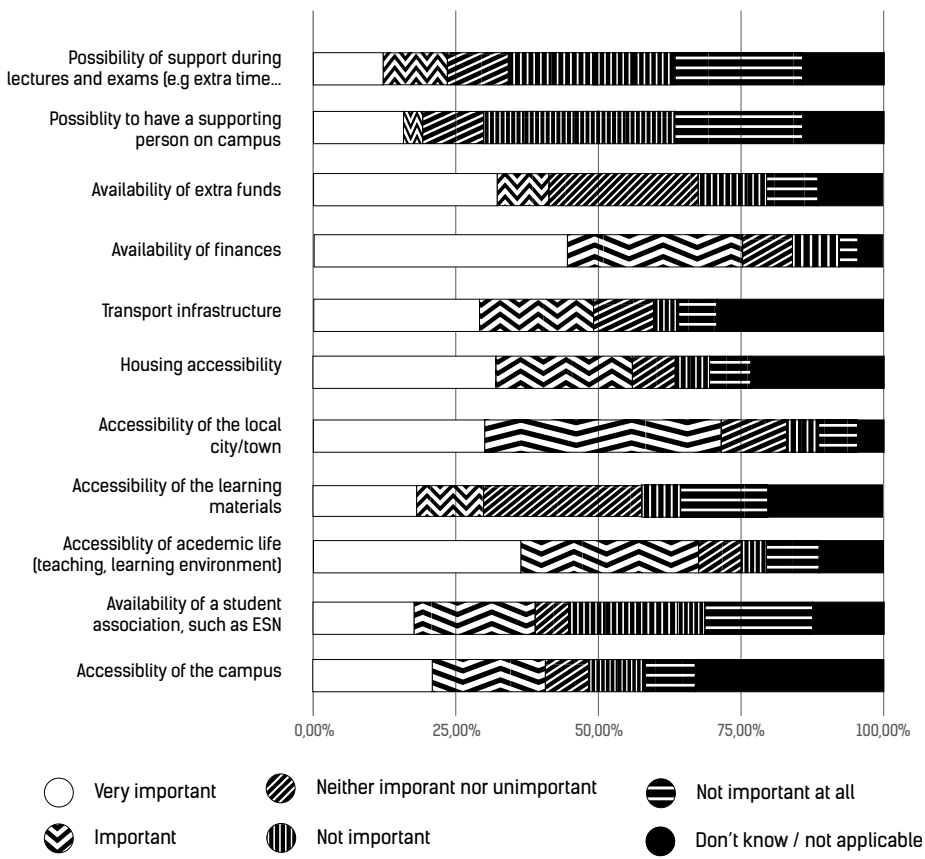 Possibility of support during
lectures and exams (e.g extra time...
Possiblity to have a supporting
person on campus
Availability of extra funds
Availability of finances
Transport infrastructure
Housing accessibility
Accessibility of the local
city/town
Accessibility of the learning
materials
Accessiblity of acedemic life
(teaching, learning environment)
Availability of a student
association, such as ESN
Accessiblity of the campus
0,00% 25,00% 50,00% 75,00% 100,00%
Very important
Neither imporant nor unimportant
Not important at all
Important
Not important
Don't know / not applicable